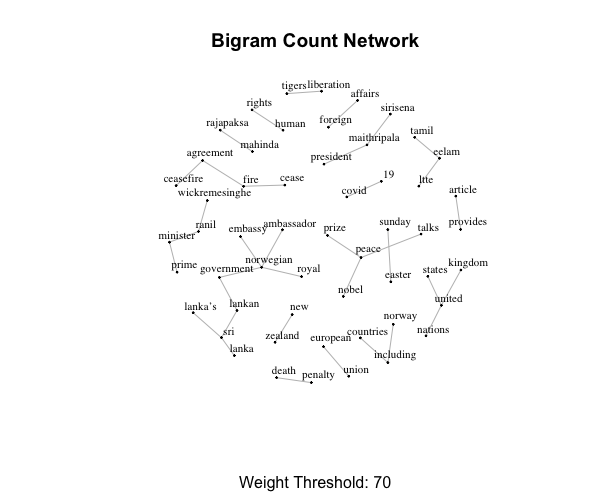 Bigram Count Network
tigers liberation
affairs
rights
sirisena
foreign
rajapaksa
human
tamil
maithripala
mahinda
agreement
eelam
president
19
ceasefire
fire
cease
ltte
covid
wickremesinghe
article
sunday
provides
ranil
embassy
ambassador
prize
talks
minister
peace
norwegian
prime
government
royal
easter
states
kingdom
nobel
united
lanka's
lankan
new
norway
sri
zealand
european
countries
nations
lanka
including
death
penalty
union
Weight Threshold: 70